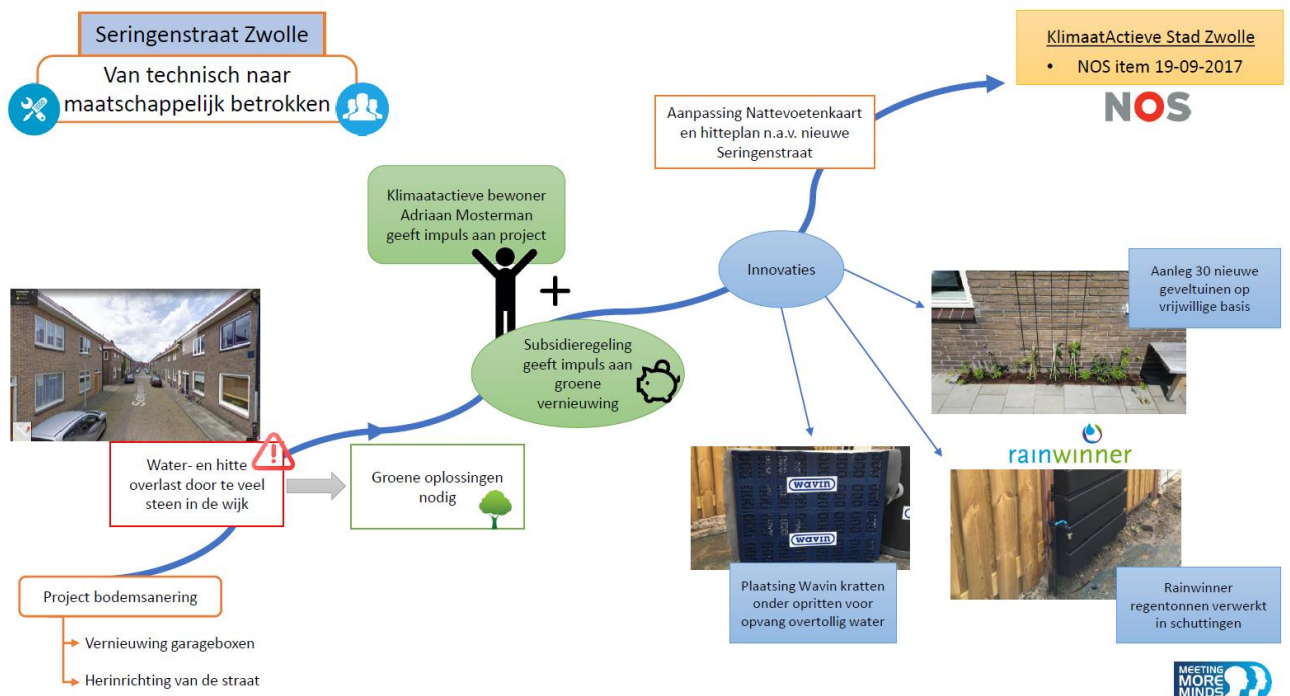 Seringenstraat Zwolle
Van technisch naar
maatschappelijk betrokken
KlimaatActieve Stad Zwolle
• NOS item 19-09-2017
NOS
Aanpassing Nattevoetenkaart
en hitteplan n.a.v. nieuwe
Seringenstraat
Klimaatactieve bewoner
Adriaan Mosterman
geeft impuls aan project
+
Innovaties
Aanleg 30 nieuwe
geveltuinen op
vrijwillige basis
Subsidieregeling
geeft impuls aan
groene
vernieuwing
Water- en hitte
overlast door te veel
steen in de wijk
Groene oplossingen
nodig
rainwinner
wavin
wavin
Plaatsing Wavin kratten
onder opritten voor
opvang overtollig water
Rainwinner
regentonnen verwerkt
in schuttingen
Project bodemsanering
Vernieuwing garageboxen
Herinrichting van de straat
MEETING
MORE
MINDS